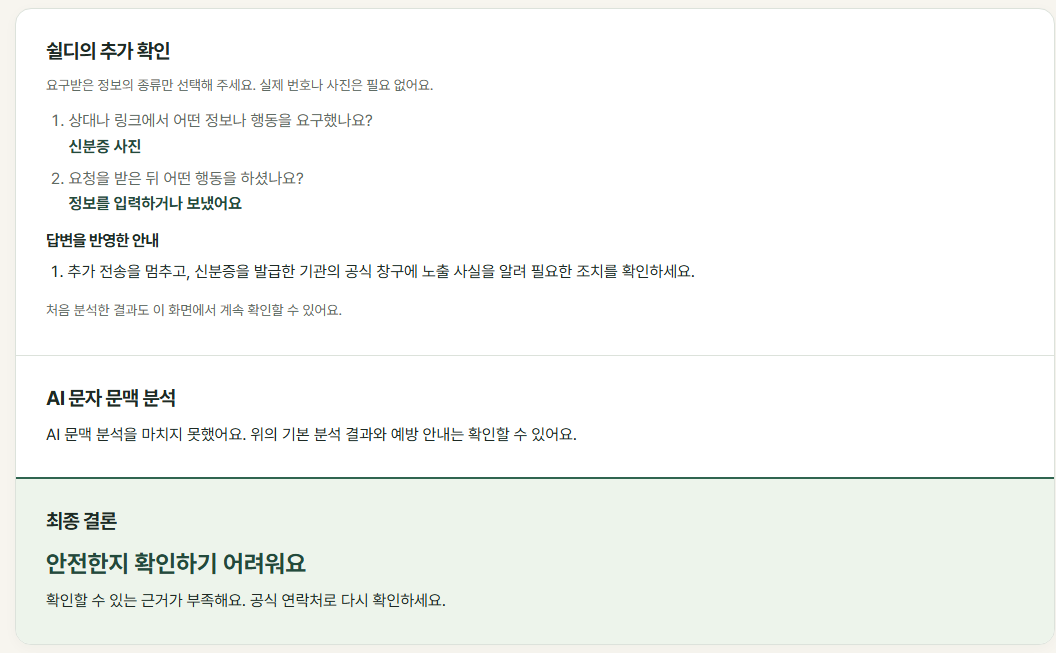 쉴디의 추가 확인
요구받은 정보의 종류만 선택해 주세요. 실제 번호나 사진은 필요 없어요.
1. 상대나 링크에서 어떤 정보나 행동을 요구했나요?
신분증 사진
2. 요청을 받은 뒤 어떤 행동을 하셨나요?
정보를 입력하거나 보냈어요
답변을 반영한 안내
1. 추가 전송을 멈추고, 신분증을 발급한 기관의 공식 창구에 노출 사실을 알려 필요한 조치를 확인하세요.
처음 분석한 결과도 이 화면에서 계속 확인할 수 있어요.
AI 문자 문맥 분석
AI 문맥 분석을 마치지 못했어요. 위의 기본 분석 결과와 예방 안내는 확인할 수 있어요.
최종 결론
안전한지 확인하기 어려워요
확인할 수 있는 근거가 부족해요. 공식 연락처로 다시 확인하세요.